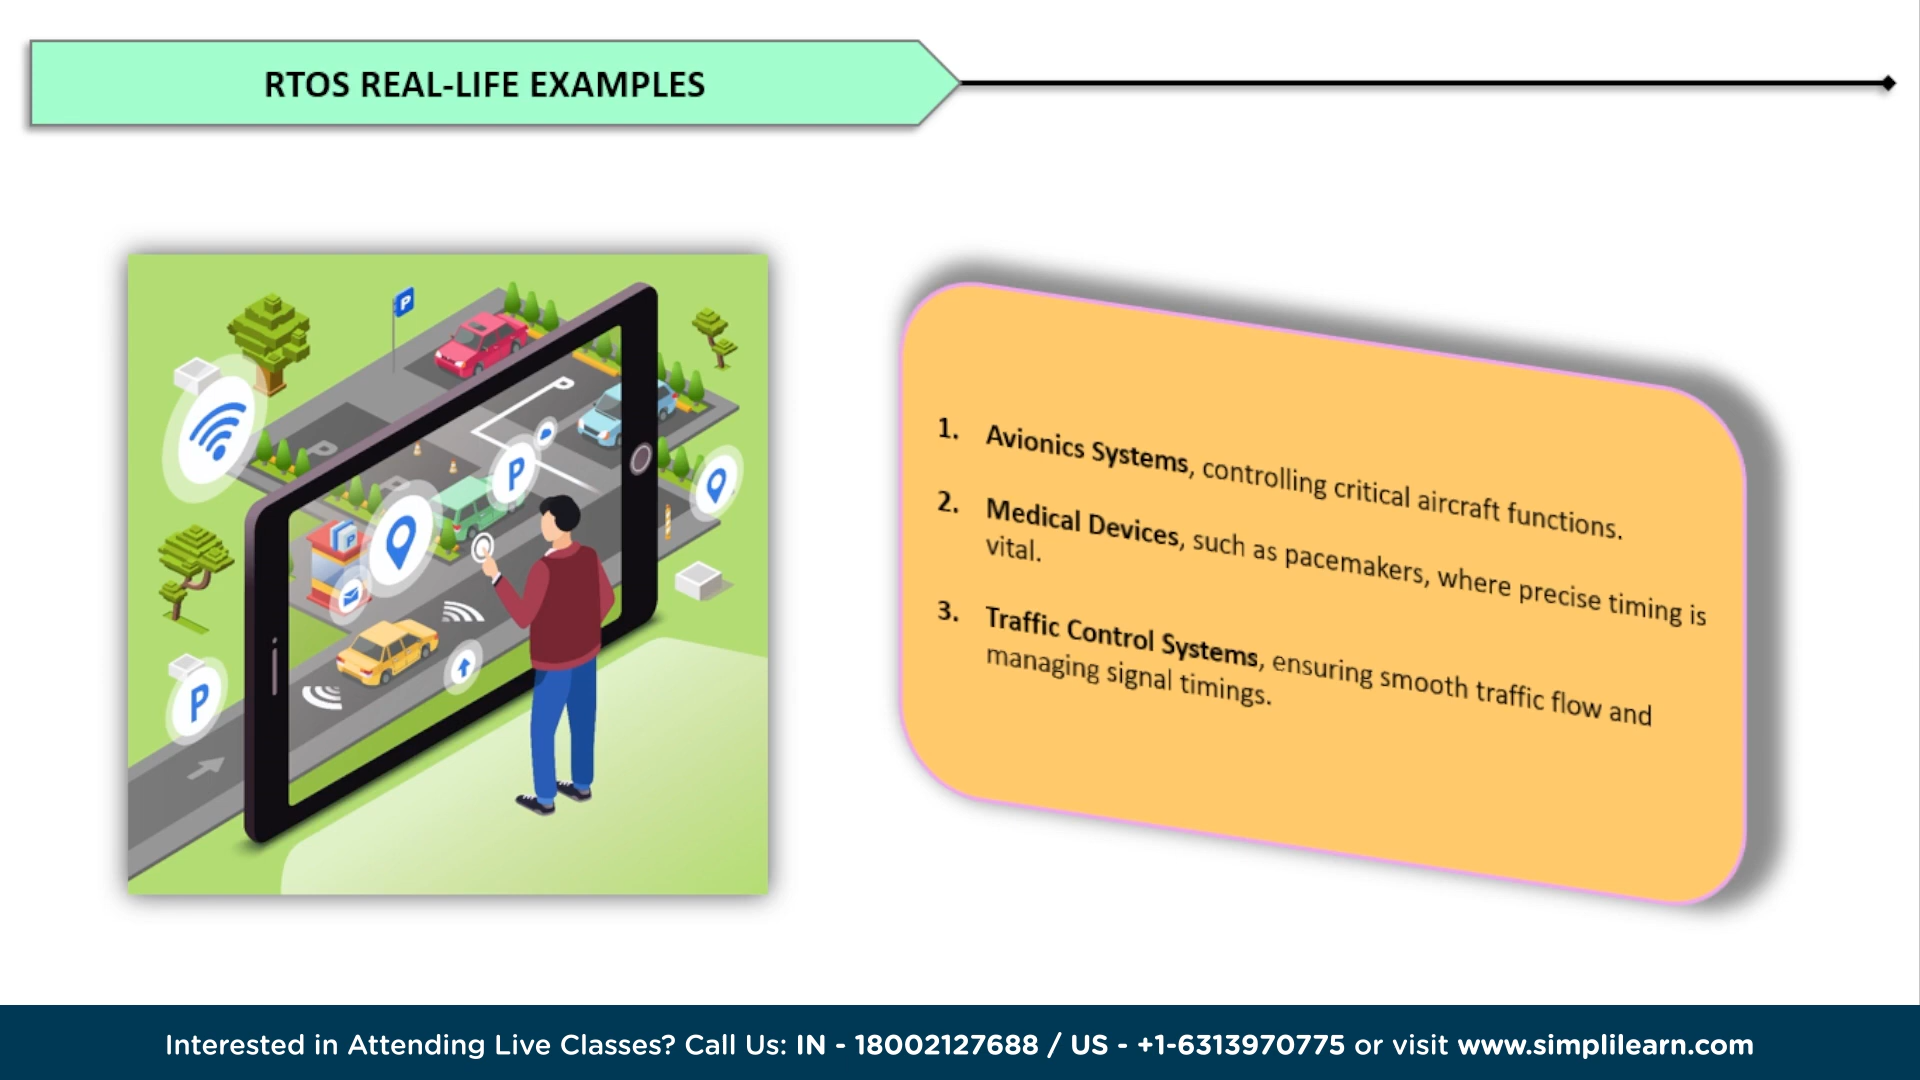 RTOS REAL-LIFE EXAMPLES
P
P
P
P
P
P
P
1. Avionics Systems, controlling critical aircraft functions.
2. Medical Devices, such as pacemakers, where precise timing is
vital.
3. Traffic Control Systems, ensuring smooth traffic flow and
managing signal timings.
Interested in Attending Live Classes? Call Us: IN - 18002127688 / US - +1-6313970775 or visit www.simplilearn.com